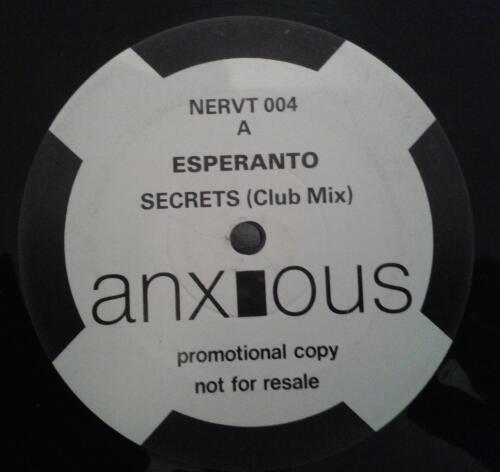 NERVT 004
A
ESPERANTO
SECRETS (Club Mix)
anxious
promotional copy
not for resale